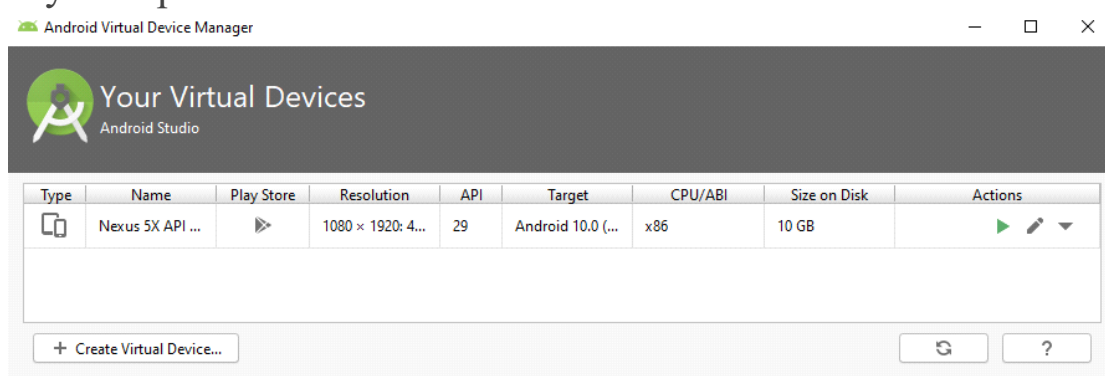 Android Virtual Device Manager
Your Virtual Devices
Android Studio
Type Name Play Store Resolution API Target CPU/ABI Size on Disk Actions
Nexus 5X API ... 1080 × 1920: 4... 29 Android 10.0 (... x86 10 GB
+ Create Virtual Device...
?